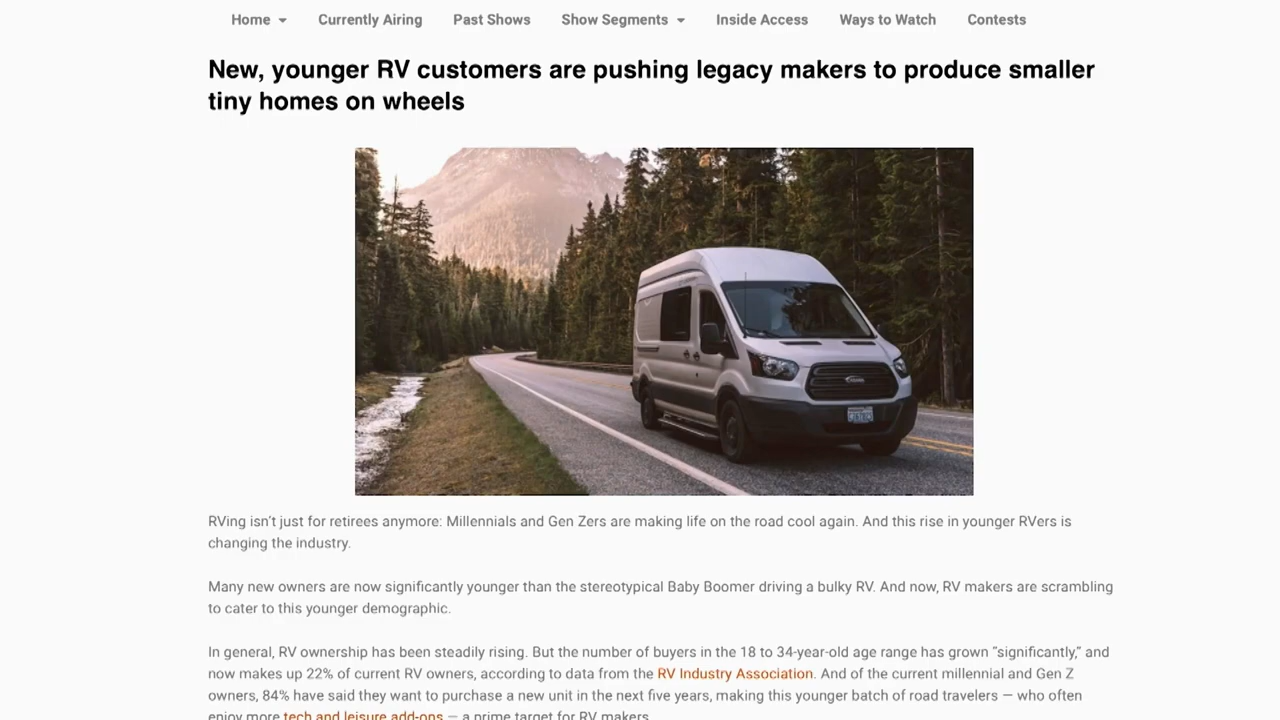 Home Currently Airing Past Shows Show Segments Inside Access Ways to Watch Contests
New, younger RV customers are pushing legacy makers to produce smaller
tiny homes on wheels
RVing isn't just for retirees anymore: Millennials and Gen Zers are making life on the road cool again. And this rise in younger RVers is
changing the industry.
Many new owners are now significantly younger than the stereotypical Baby Boomer driving a bulky RV. And now, RV makers are scrambling
to cater to this younger demographic.
In general, RV ownership has been steadily rising. But the number of buyers in the 18 to 34-year-old age range has grown "significantly," and
now makes up 22% of current RV owners, according to data from the RV Industry Association. And of the current millennial and Gen Z
owners, 84% have said they want to purchase a new unit in the next five years, making this younger batch of road travelers — who often
enjoy more tech and leisure add-ons — a prime target for RV makers.